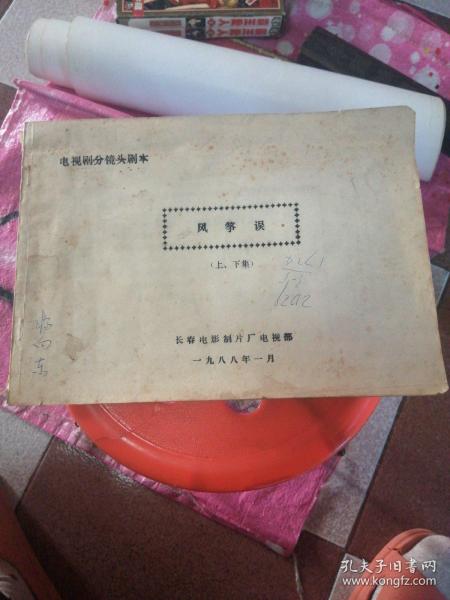 电视剧分镜头剧本
风筝误
（上、下集）
长春电影制片厂电视部
一九八八年一月
孔夫子旧书网
www.kongfz.com